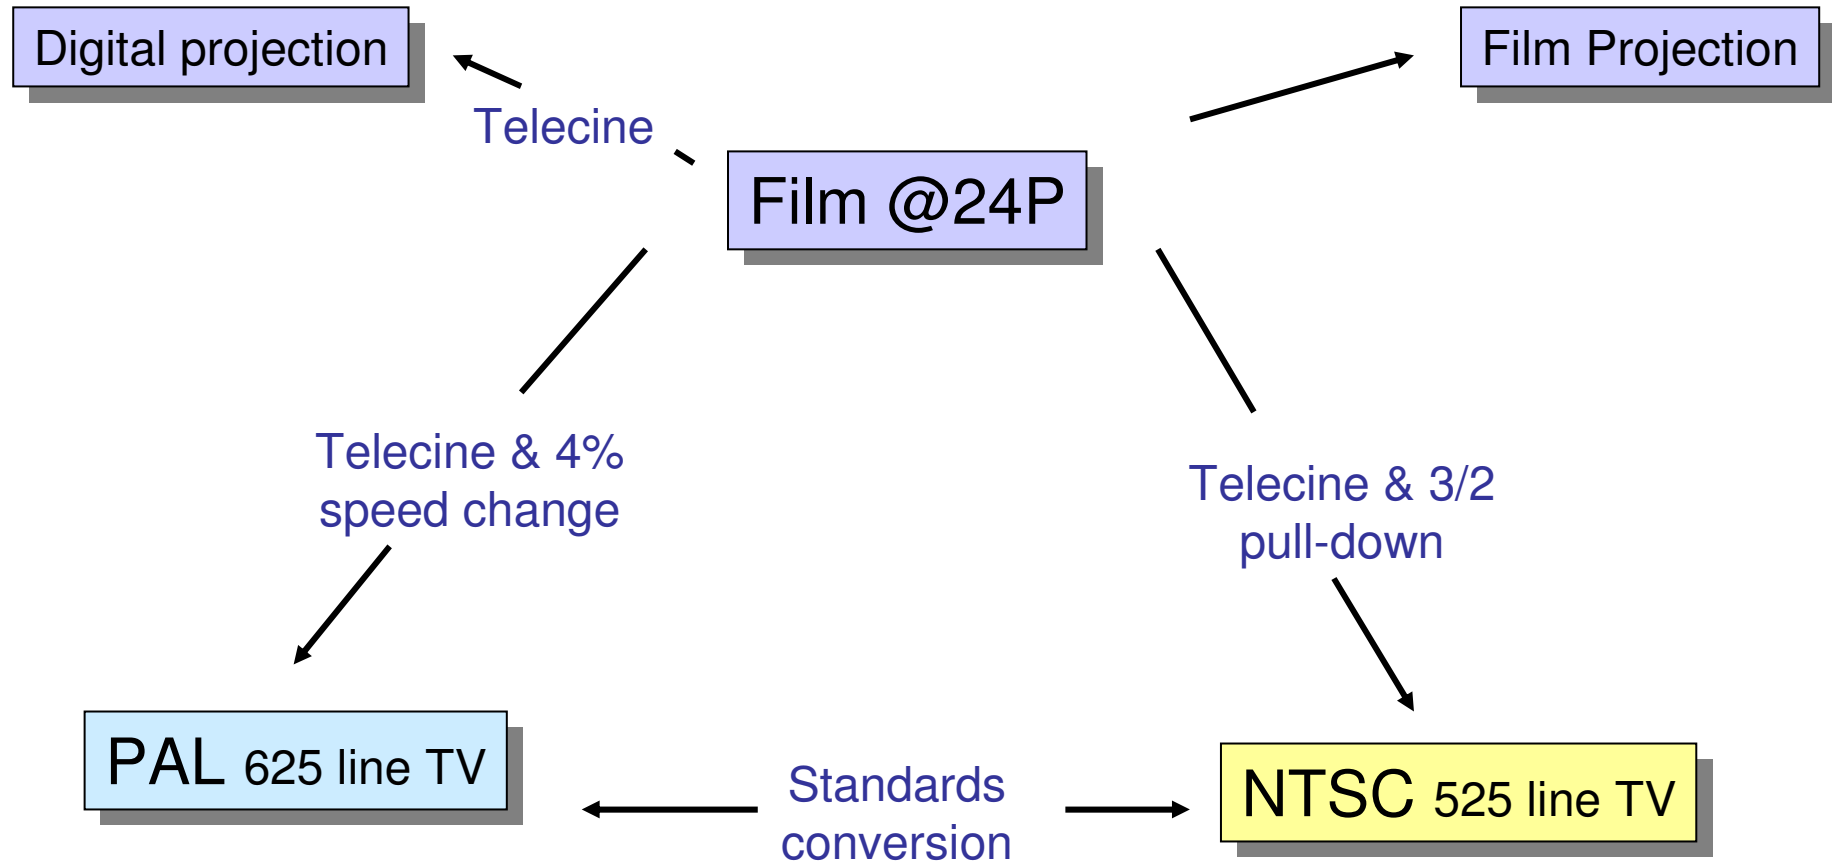 Digital projection
Film Projection
Telecine
Film @24P
Telecine & 4%
speed change
Telecine & 3/2
pull-down
PAL 625 line TV
Standards
conversion
NTSC 525 line TV